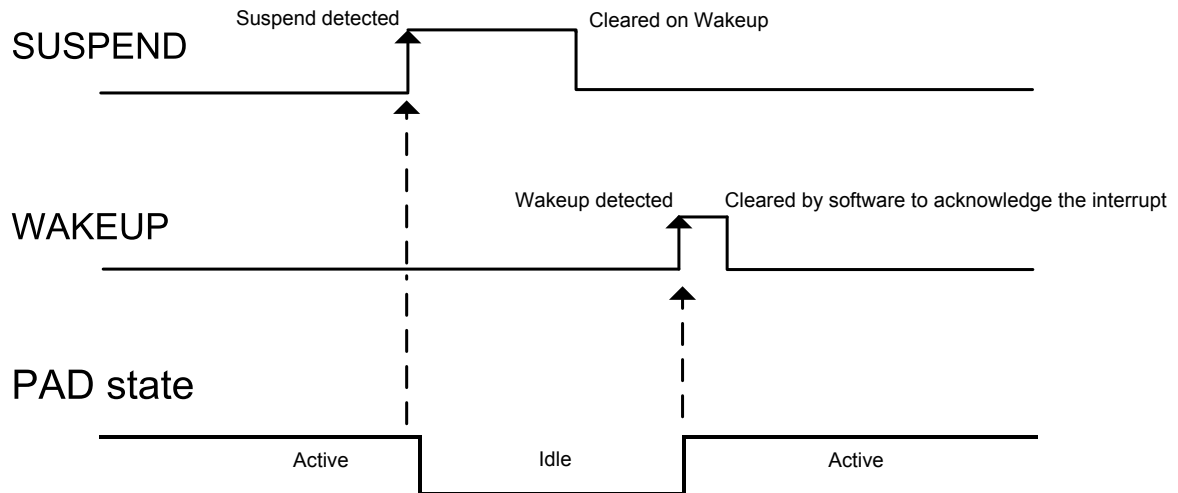 Suspend detected
Cleared on Wakeup
SUSPEND
Wakeup detected
Cleared by software to acknowledge the interrupt
WAKEUP
PAD state
Active
Idle
Active